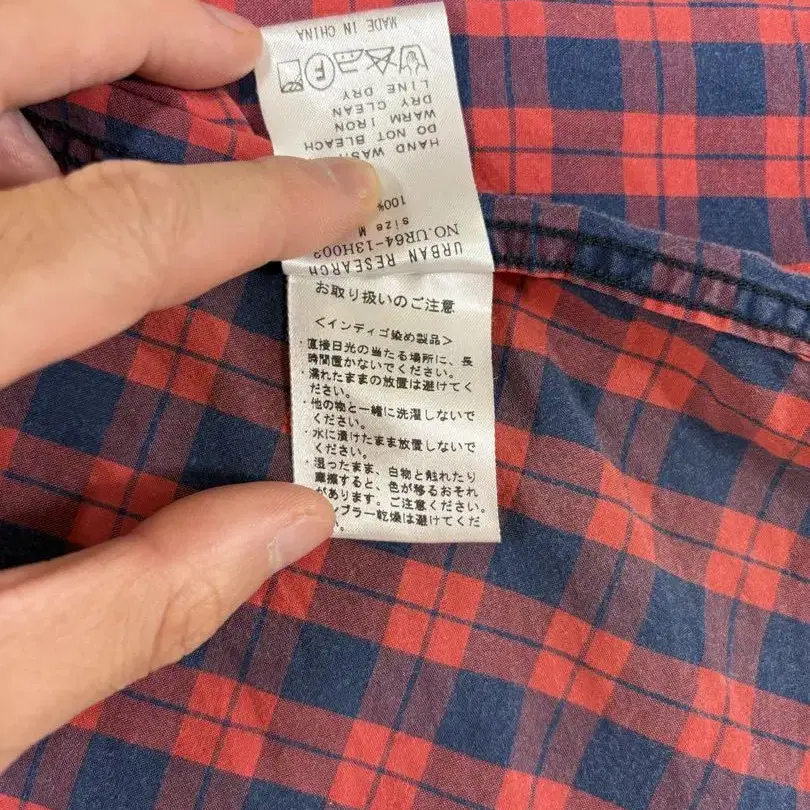 URBAN RESEARCH
NO.UR64-13H003
size M
100%
HAND WASH
DO NOT BLEACH
WARM IRON
DRY CLEAN
LINE DRY
F
MADE IN CHINA
お取り扱いのご注意
<インディゴ染め製品>
・直接日光の当たる場所に、長
時間置かないでください。
・濡れたままの放置は避けてく
ださい。
・他の物と一緒に洗濯しないで
ください。
・水に漬けたまま放置しないで
ください。
・湿ったまま、白物と触れたり
摩擦すると、色が移るおそれ
があります。ご注意ください。
ンブラー乾燥は避けてくだ